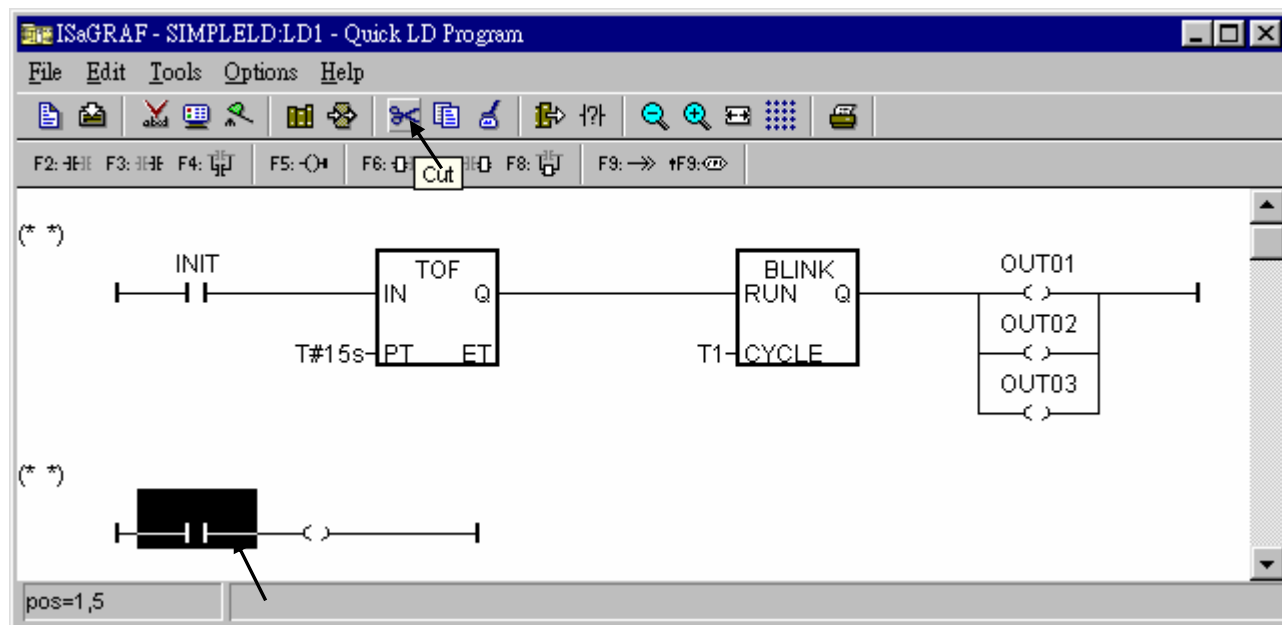 ISaGRAF - SIMPLELD:LD1 - Quick LD Program
File Edit Tools Options Help
abcd
F2: F3: F4: F5: F6: F8: F9: F9:
Cut
(* *)
INIT TOF BLINK OUT01
IN Q RUN Q
OUT02
T#15s PT ET T1 CYCLE
OUT03
(* *)
pos=1,5